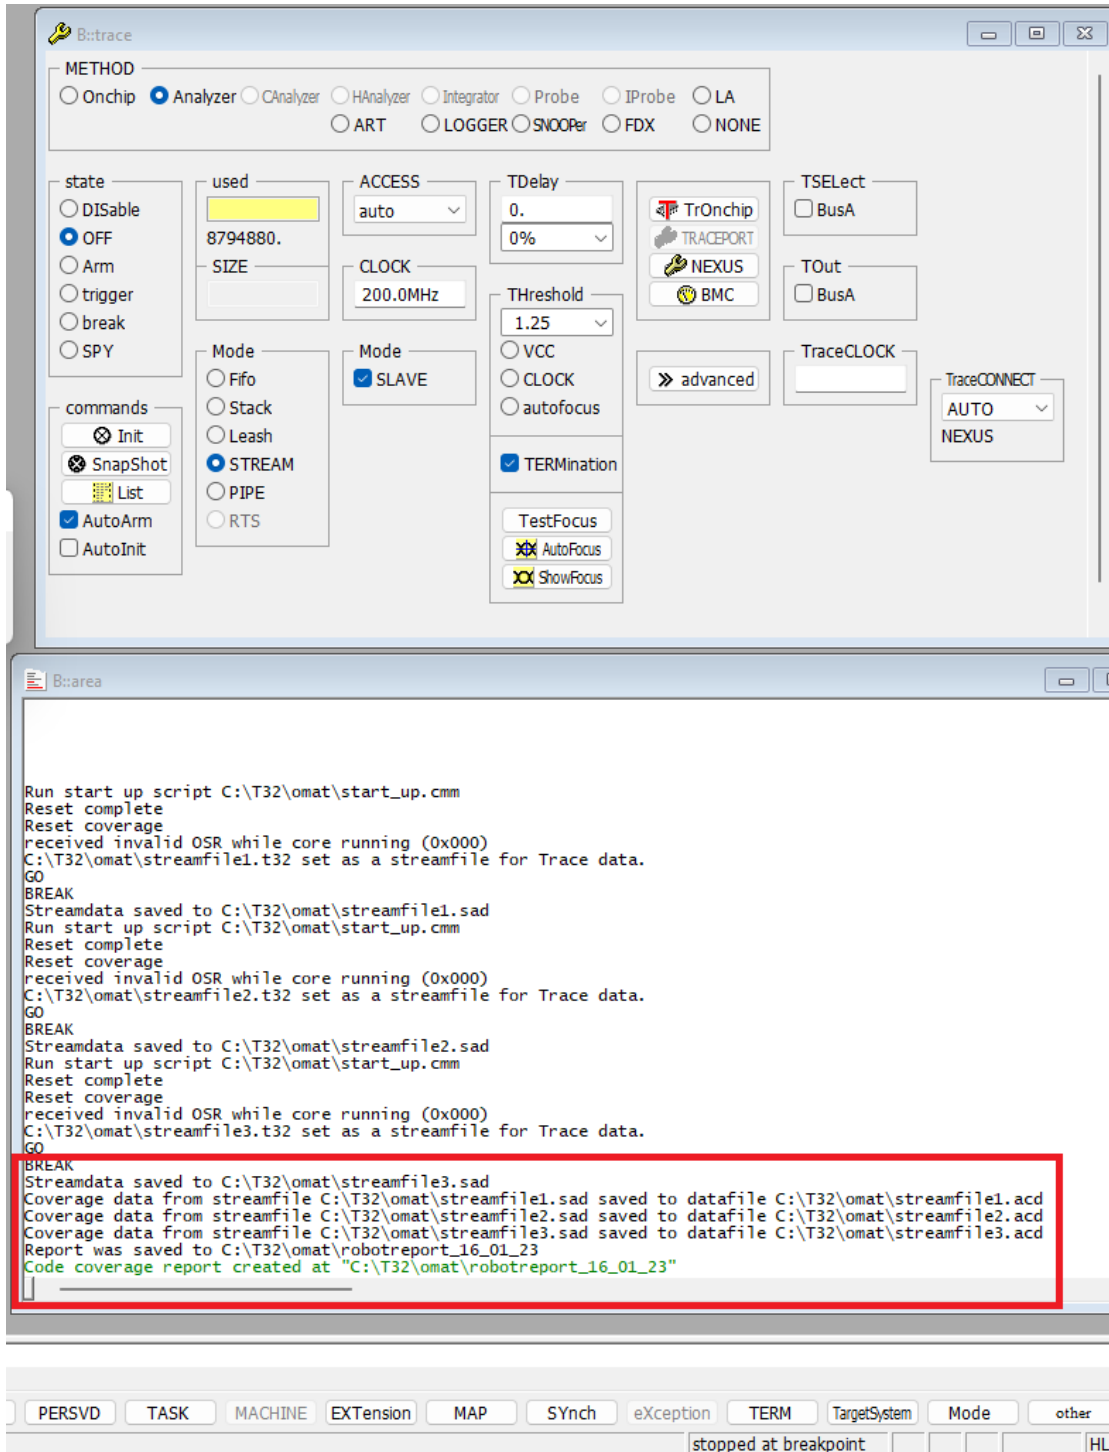 B::trace
METHOD
Onchip Analyzer CAnalyzer HAnalyzer Integrator Probe IProbe LA
ART LOGGER SNOOPer FDX NONE
state
DISable
OFF
Arm
trigger
break
SPY
used
8794880.
SIZE
ACCESS
auto
CLOCK
200.0MHz
TDelay
0.
0%
THreshold
1.25
VCC
CLOCK
autofocus
TERMination
TestFocus
AutoFocus
ShowFocus
TrOnchip
TRACEPORT
NEXUS
BMC
advanced
TSELect
BusA
TOut
BusA
TraceCLOCK
TraceCONNECT
AUTO
NEXUS
commands
Init
SnapShot
List
AutoArm
AutoInit
Mode
Fifo
Stack
Leash
STREAM
PIPE
RTS
Mode
SLAVE
B::area
Run start up script C:\T32\omat\start_up.cmm
Reset complete
Reset coverage
received invalid OSR while core running (0x000)
C:\T32\omat\streamfile1.t32 set as a streamfile for Trace data.
GO
BREAK
Streamdata saved to C:\T32\omat\streamfile1.sad
Run start up script C:\T32\omat\start_up.cmm
Reset complete
Reset coverage
received invalid OSR while core running (0x000)
C:\T32\omat\streamfile2.t32 set as a streamfile for Trace data.
GO
BREAK
Streamdata saved to C:\T32\omat\streamfile2.sad
Run start up script C:\T32\omat\start_up.cmm
Reset complete
Reset coverage
received invalid OSR while core running (0x000)
C:\T32\omat\streamfile3.t32 set as a streamfile for Trace data.
GO
BREAK
Streamdata saved to C:\T32\omat\streamfile3.sad
Coverage data from streamfile C:\T32\omat\streamfile1.sad saved to datafile C:\T32\omat\streamfile1.acd
Coverage data from streamfile C:\T32\omat\streamfile2.sad saved to datafile C:\T32\omat\streamfile2.acd
Coverage data from streamfile C:\T32\omat\streamfile3.sad saved to datafile C:\T32\omat\streamfile3.acd
Report was saved to C:\T32\omat\robotreport_16_01_23
Code coverage report created at "C:\T32\omat\robotreport_16_01_23"
PERSVD TASK MACHINE EXTension MAP SYnch eXception TERM TargetSystem Mode other
stopped at breakpoint HL